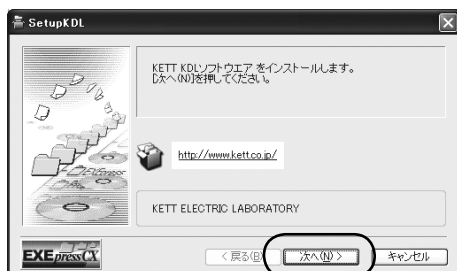 SetupKDL
KETT KDLソフトウエア をインストールします。
[次へ(N)]を押してください。
http://www.kett.co.jp/
KETT ELECTRIC LABORATORY
EXEpressCX
< 戻る(B)
次へ(N) >
キャンセル